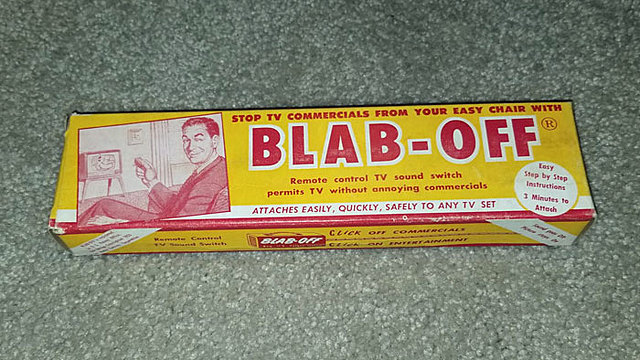 STOP TV COMMERCIALS FROM YOUR EASY CHAIR WITH
BLAB-OFF®
Remote control TV sound switch
permits TV without annoying commercials
Easy
Step by Step
Instructions
3 Minutes to
Attach
ATTACHES EASILY, QUICKLY, SAFELY TO ANY TV SET
Remote Control
TV Sound Switch
BLAB-OFF
CLICK OFF COMMERCIALS
CLICK ON ENTERTAINMENT